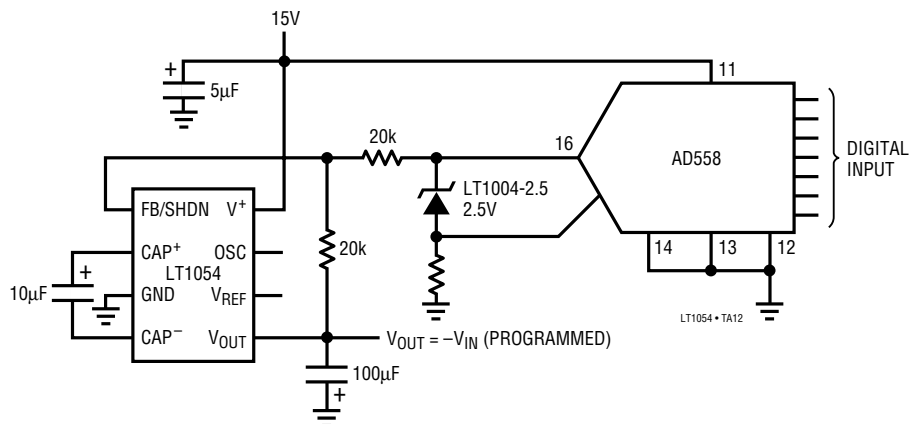 15V
+
5µF
11
20k
16
AD558
DIGITAL
INPUT
LT1004-2.5
2.5V
FB/SHDN V+
20k
CAP+ OSC
LT1054
+
10µF
GND VREF
CAP– VOUT
14 13 12
LT1054 • TA12
VOUT = –VIN (PROGRAMMED)
100µF
+